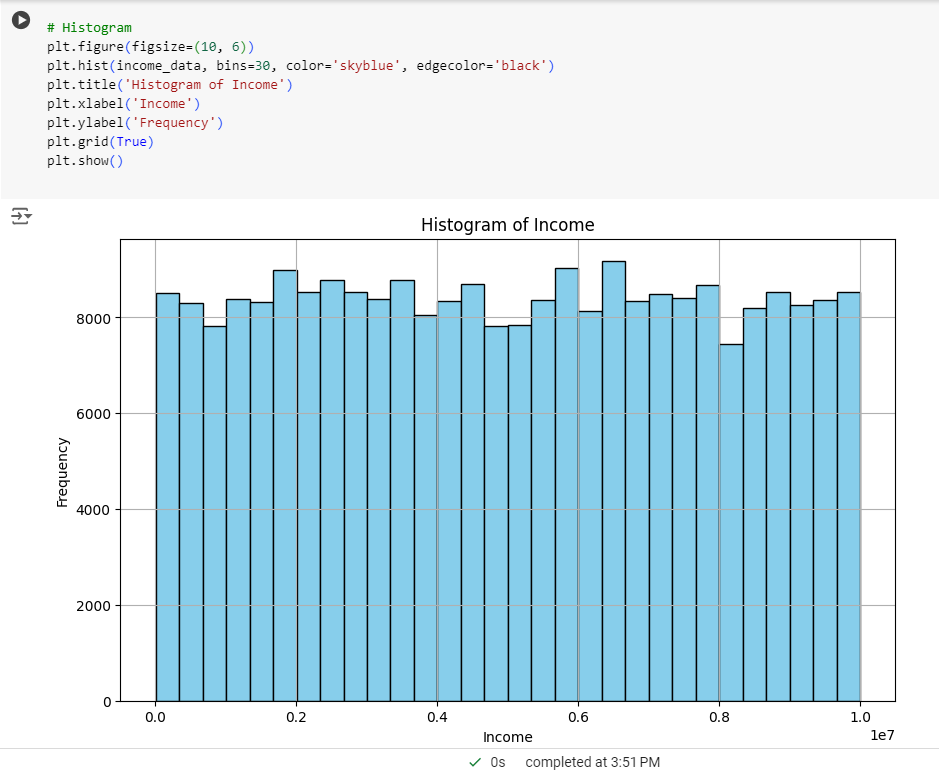 # Histogram
plt.figure(figsize=(10, 6))
plt.hist(income_data, bins=30, color='skyblue', edgecolor='black')
plt.title('Histogram of Income')
plt.xlabel('Income')
plt.ylabel('Frequency')
plt.grid(True)
plt.show()
Histogram of Income
8000
6000
4000
2000
0
Frequency
0.0 0.2 0.4 0.6 0.8 1.0
1e7
Income
0s completed at 3:51 PM